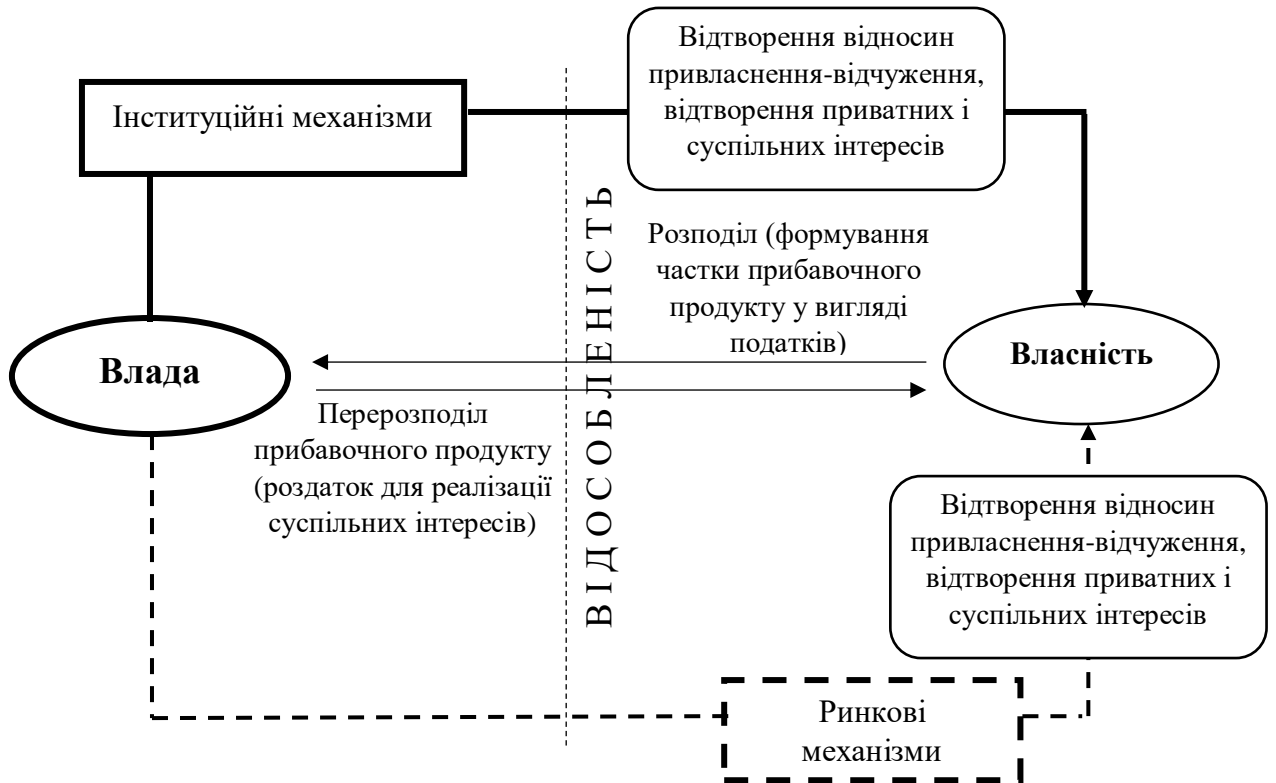 Відтворення відносин
привласнення-відчуження,
відтворення приватних і
суспільних інтересів
Інституційні механізми
ВІДОСОБЛЕНІСТЬ
Розподіл (формування
частки прибавочного
продукту у вигляді
податків)
Влада
Власність
Перерозподіл
прибавочного продукту
(роздаток для реалізації
суспільних інтересів)
Відтворення відносин
привласнення-відчуження,
відтворення приватних і
суспільних інтересів
Ринкові
механізми